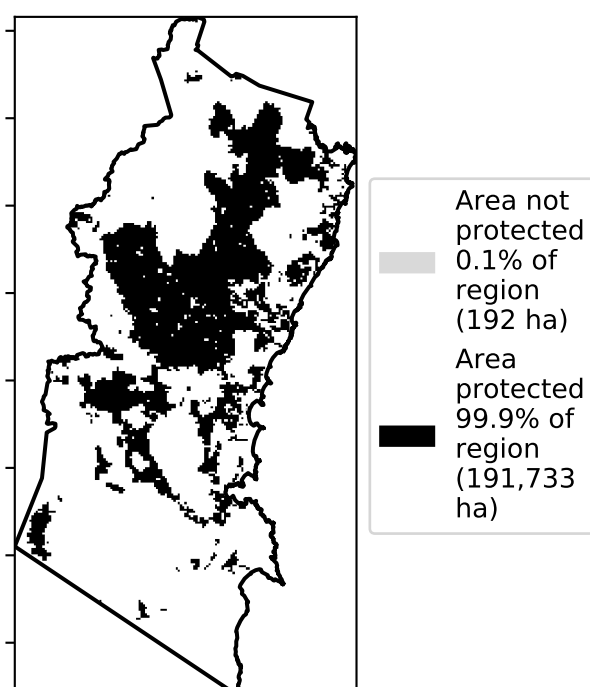 Area not
protected
0.1% of
region
(192 ha)
Area
protected
99.9% of
region
(191,733
ha)